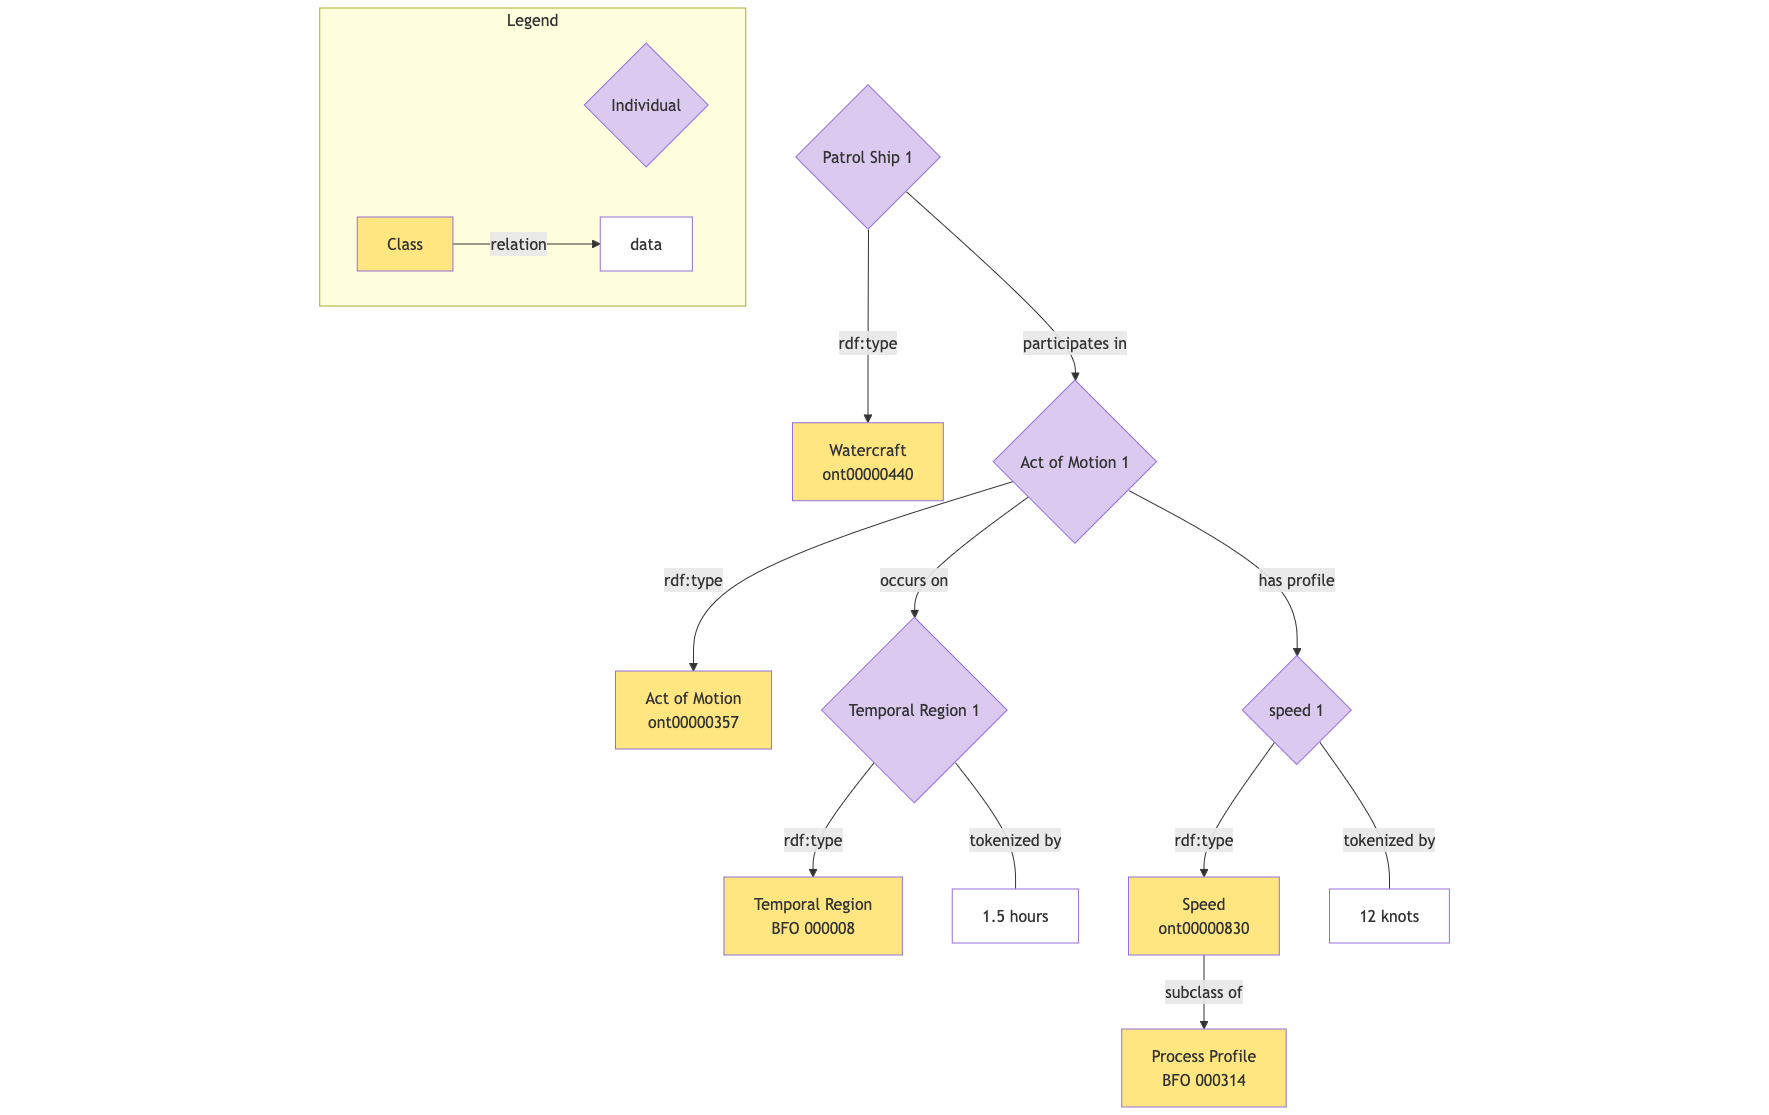 Legend
Individual
Class
relation
data
Patrol Ship 1
rdf:type
participates in
Watercraft
ont00000440
Act of Motion 1
rdf:type
occurs on
has profile
Act of Motion
ont00000357
Temporal Region 1
speed 1
rdf:type
tokenized by
rdf:type
tokenized by
Temporal Region
BFO 000008
1.5 hours
Speed
ont00000830
12 knots
subclass of
Process Profile
BFO 000314